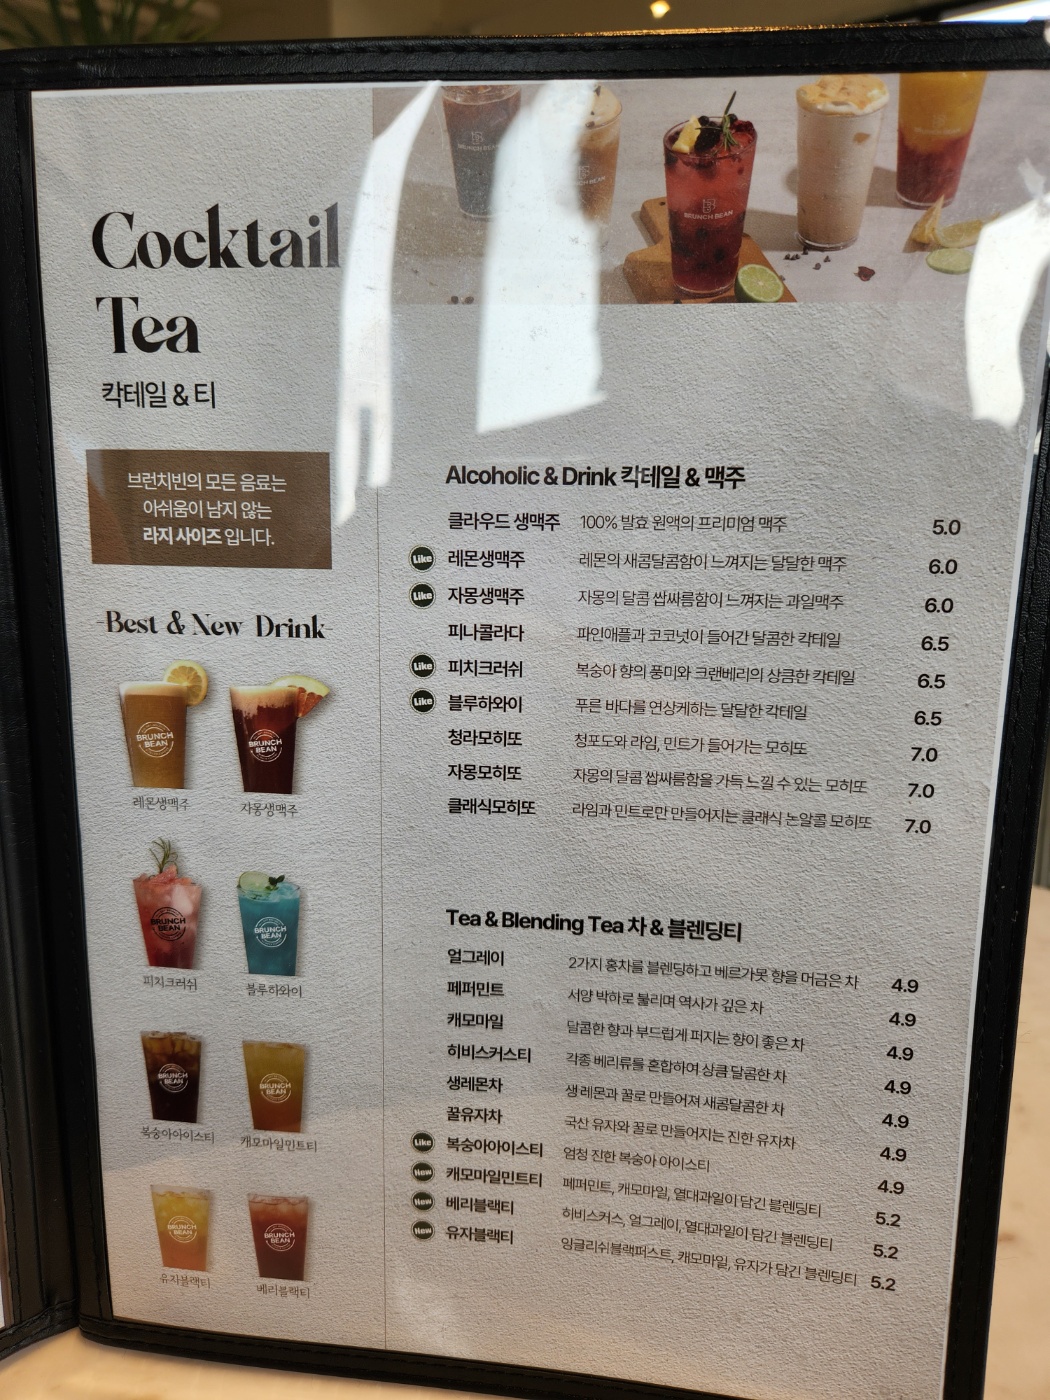 Cocktail
Tea
칵테일 & 티
브런치빈의 모든 음료는
아쉬움이 남지 않는
라지 사이즈 입니다.
-Best & New Drink-
BRUNCH BEAN
BRUNCH BEAN
레몬생맥주
자몽생맥주
BRUNCH BEAN
BRUNCH BEAN
피치크러쉬
블루하와이
BRUNCH BEAN
BRUNCH BEAN
복숭아아이스티
캐모마일민트티
BRUNCH BEAN
BRUNCH BEAN
유자블랙티
베리블랙티
BRUNCH BEAN
BRUNCH BEAN
Alcoholic & Drink 칵테일 & 맥주
클라우드 생맥주 100% 발효 원액의 프리미엄 맥주 5.0
Like 레몬생맥주 레몬의 새콤달콤함이 느껴지는 달달한 맥주 6.0
Like 자몽생맥주 자몽의 달콤 쌉싸름함이 느껴지는 과일맥주 6.0
피나콜라다 파인애플과 코코넛이 들어간 달콤한 칵테일 6.5
Like 피치크러쉬 복숭아 향의 풍미와 크랜베리의 상큼한 칵테일 6.5
Like 블루하와이 푸른 바다를 연상케하는 달달한 칵테일 6.5
청라모히또 청포도와 라임, 민트가 들어가는 모히또 7.0
자몽모히또 자몽의 달콤 쌉싸름함을 가득 느낄 수 있는 모히또 7.0
클래식모히또 라임과 민트로만 만들어지는 클래식 논알콜 모히또 7.0
Tea & Blending Tea 차 & 블렌딩티
얼그레이 2가지 홍차를 블렌딩하고 베르가못 향을 머금은 차 4.9
페퍼민트 서양 박하로 불리며 역사가 깊은 차 4.9
캐모마일 달콤한 향과 부드럽게 퍼지는 향이 좋은 차 4.9
히비스커스티 각종 베리류를 혼합하여 상큼 달콤한 차 4.9
생레몬차 생 레몬과 꿀로 만들어져 새콤달콤한 차 4.9
꿀유자차 국산 유자와 꿀로 만들어지는 진한 유자차 4.9
Like 복숭아아이스티 엄청 진한 복숭아 아이스티 4.9
New 캐모마일민트티 페퍼민트, 캐모마일, 열대과일이 담긴 블렌딩티 5.2
New 베리블랙티 히비스커스, 얼그레이, 열대과일이 담긴 블렌딩티 5.2
New 유자블랙티 잉글리쉬블랙퍼스트, 캐모마일, 유자가 담긴 블렌딩티 5.2